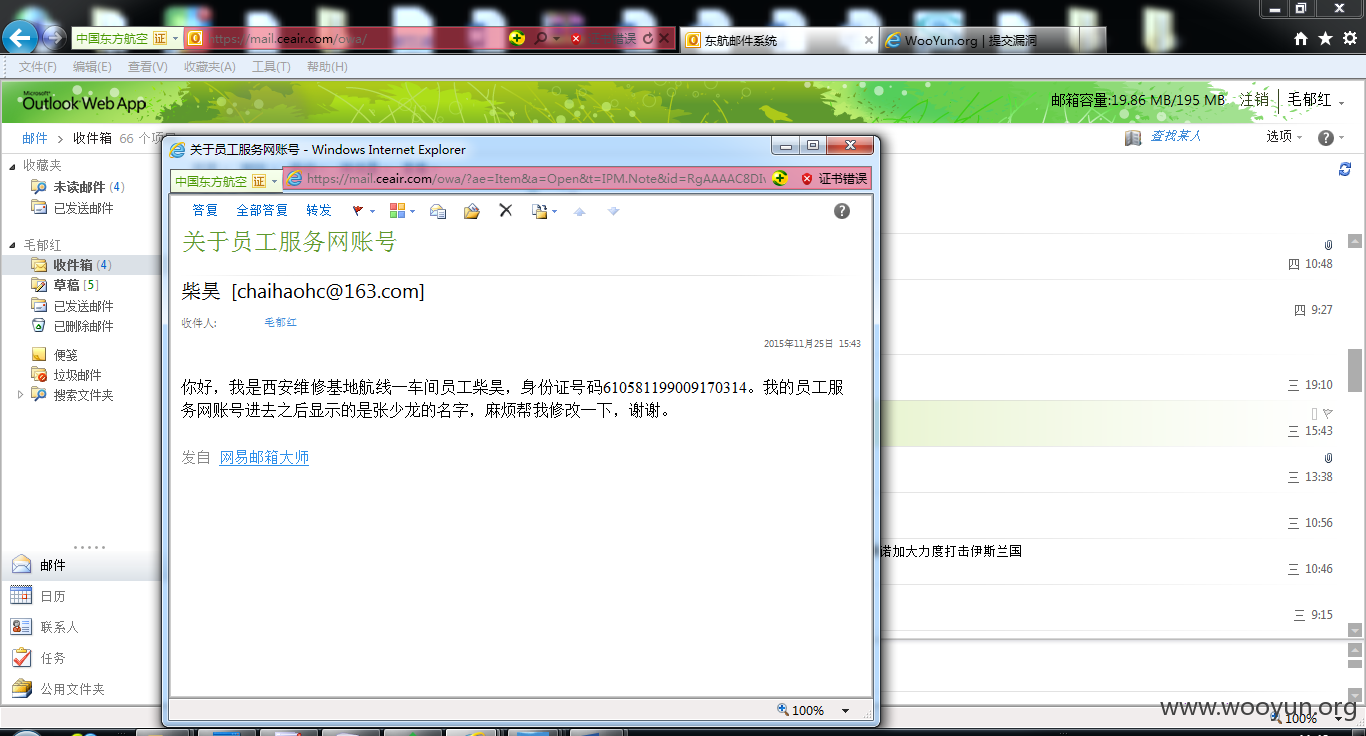 中国东方航空 证 https://mail.ceair.com/owa/ 证书错误 东航邮件系统 WooYun.org | 提交漏洞
文件(F) 编辑(E) 查看(V) 收藏夹(A) 工具(T) 帮助(H)
Microsoft
Outlook Web App
邮箱容量:19.86 MB/195 MB 注销 毛郁红
邮件 收件箱 66 个项
查找某人 选项
收藏夹
未读邮件 (4)
已发送邮件
毛郁红
收件箱 (4)
草稿 [5]
已发送邮件
已删除邮件
便笺
垃圾邮件
搜索文件夹
邮件
日历
联系人
任务
公用文件夹
关于员工服务网账号 - Windows Internet Explorer
中国东方航空 证 https://mail.ceair.com/owa/?ae=Item&a=Open&t=IPM.Note&id=RgAAAAC8DI 证书错误
答复 全部答复 转发
关于员工服务网账号
柴昊 [chaihaohc@163.com]
收件人: 毛郁红
2015年11月25日 15:43
你好，我是西安维修基地航线一车间员工柴昊，身份证号码610581199009170314。我的员工服
务网账号进去之后显示的是张少龙的名字，麻烦帮我修改一下，谢谢。
发自 网易邮箱大师
100%
四 10:48
四 9:27
三 19:10
三 15:43
三 13:38
三 10:56
诺加大力度打击伊斯兰国
三 10:46
三 9:15
www.wooyun.org
100%